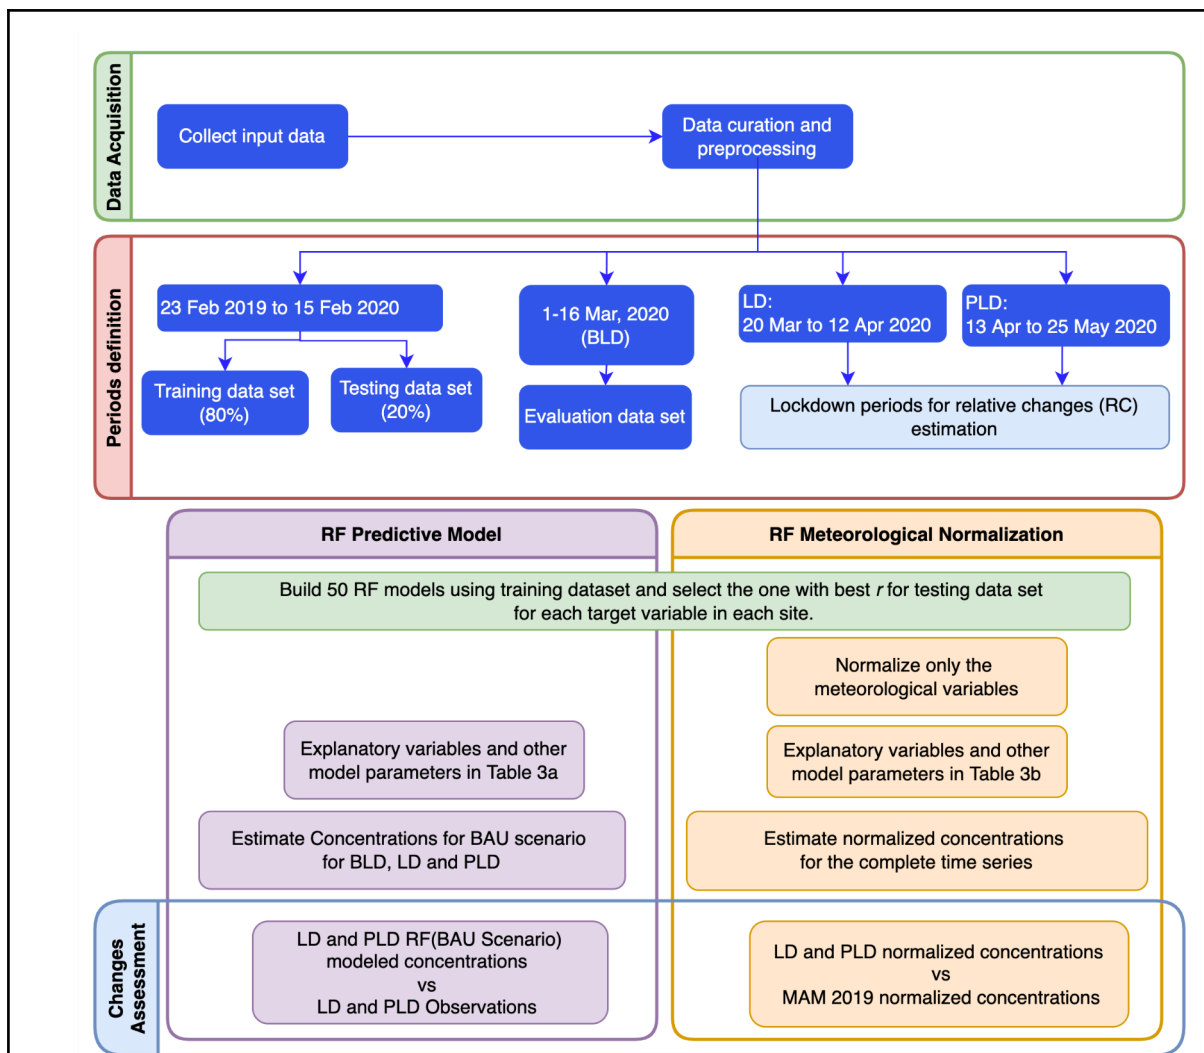 Data Acquisition
Collect input data
Data curation and
preprocessing
Periods definition
23 Feb 2019 to 15 Feb 2020
Training data set
(80%)
Testing data set
(20%)
1-16 Mar, 2020
(BLD)
Evaluation data set
LD:
20 Mar to 12 Apr 2020
PLD:
13 Apr to 25 May 2020
Lockdown periods for relative changes (RC)
estimation
RF Predictive Model
RF Meteorological Normalization
Build 50 RF models using training dataset and select the one with best r for testing data set
for each target variable in each site.
Normalize only the
meteorological variables
Explanatory variables and other
model parameters in Table 3a
Explanatory variables and other
model parameters in Table 3b
Estimate Concentrations for BAU scenario
for BLD, LD and PLD
Estimate normalized concentrations
for the complete time series
Changes
Assessment
LD and PLD RF(BAU Scenario)
modeled concentrations
vs
LD and PLD Observations
LD and PLD normalized concentrations
vs
MAM 2019 normalized concentrations